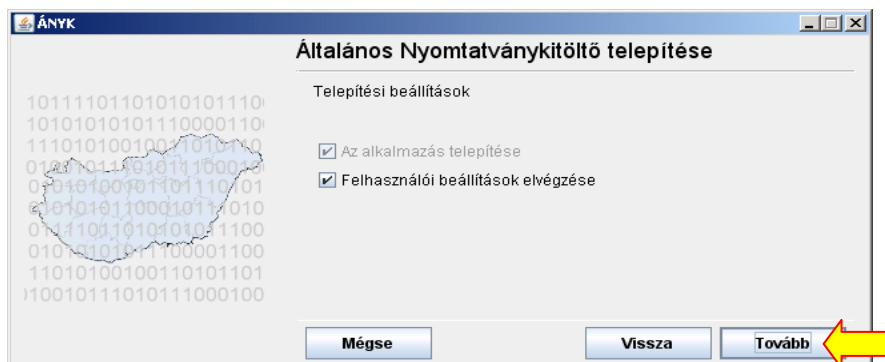 ÁNYK
Általános Nyomtatványkitöltő telepítése
Telepítési beállítások
Az alkalmazás telepítése
Felhasználói beállítások elvégzése
Mégse
Vissza
Tovább